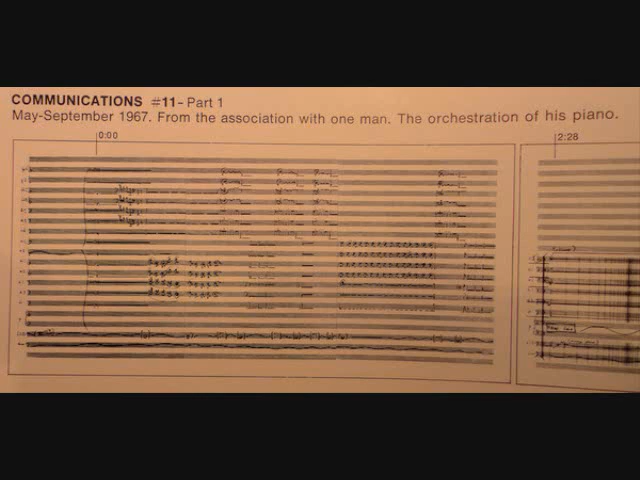 COMMUNICATIONS #11 – Part 1
May-September 1967. From the association with one man. The orchestration of his piano.
0:00
2:28